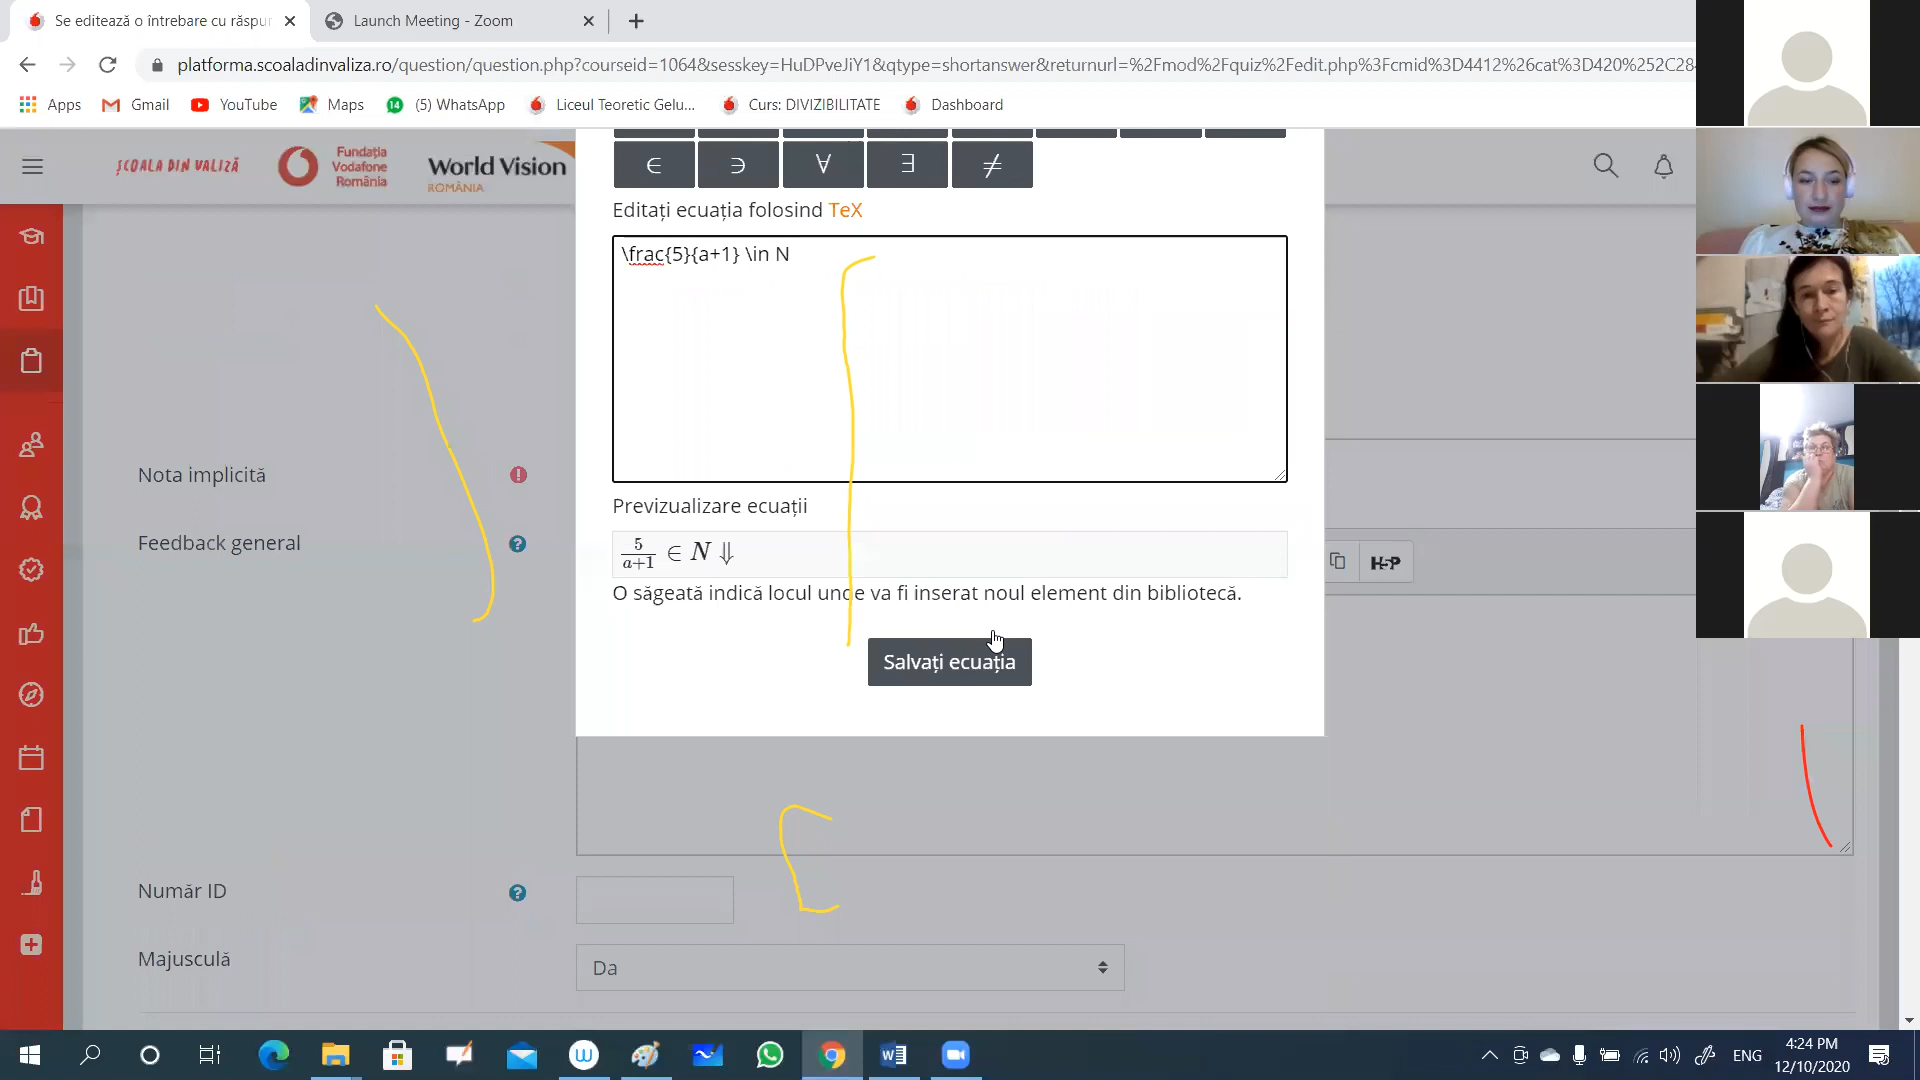 Se editează o întrebare cu răspun
Launch Meeting - Zoom
platforma.scoaladinvaliza.ro/question/question.php?courseid=1064&sesskey=HuDPveJiY1&qtype=shortanswer&returnurl=%2Fmod%2Fquiz%2Fedit.php%3Fcmid%3D4412%26cat%3D420%252C284
Apps
Gmail
YouTube
Maps
14
(5) WhatsApp
Liceul Teoretic Gelu...
Curs: DIVIZIBILITATE
Dashboard
ȘCOALA DIN VALIZĂ
Fundația
Vodafone
România
World Vision
ROMÂNIA
∈ ∋ ∀ ∃ ≠
Editați ecuația folosind TeX
\frac{5}{a+1} \in N
Previzualizare ecuații
5/(a+1) ∈ N ⇓
O săgeată indică locul unde va fi inserat noul element din bibliotecă.
Salvați ecuația
Nota implicită
Feedback general
H5P
Număr ID
Majusculă
Da
ENG
4:24 PM
12/10/2020